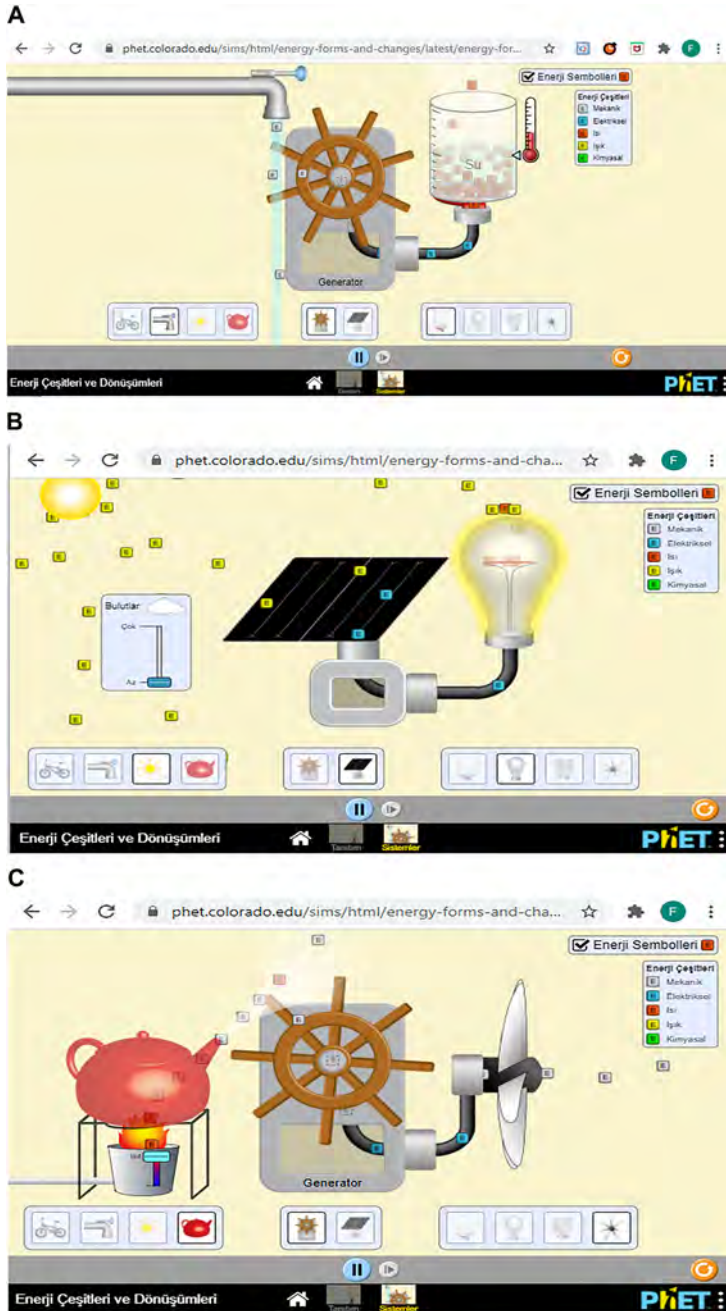 A
phet.colorado.edu/sims/html/energy-forms-and-changes/latest/energy-for...
F
Enerji Sembolleri E
Enerji Çeşitleri
E Mekanik
E Elektriksel
E Isı
E Işık
E Kimyasal
Su
Generator
Enerji Çeşitleri ve Dönüşümleri
Sistemler
PhET
B
phet.colorado.edu/sims/html/energy-forms-and-cha...
F
Enerji Sembolleri E
Enerji Çeşitleri
E Mekanik
E Elektriksel
E Isı
E Işık
E Kimyasal
Bulutlar
Çok
Az
Enerji Çeşitleri ve Dönüşümleri
Tanıtım
Sistemler
PhET
C
phet.colorado.edu/sims/html/energy-forms-and-cha...
F
Enerji Sembolleri E
Enerji Çeşitleri
E Mekanik
E Elektriksel
E Isı
E Işık
E Kimyasal
Generator
Enerji Çeşitleri ve Dönüşümleri
Tanıtım
Sistemler
PhET